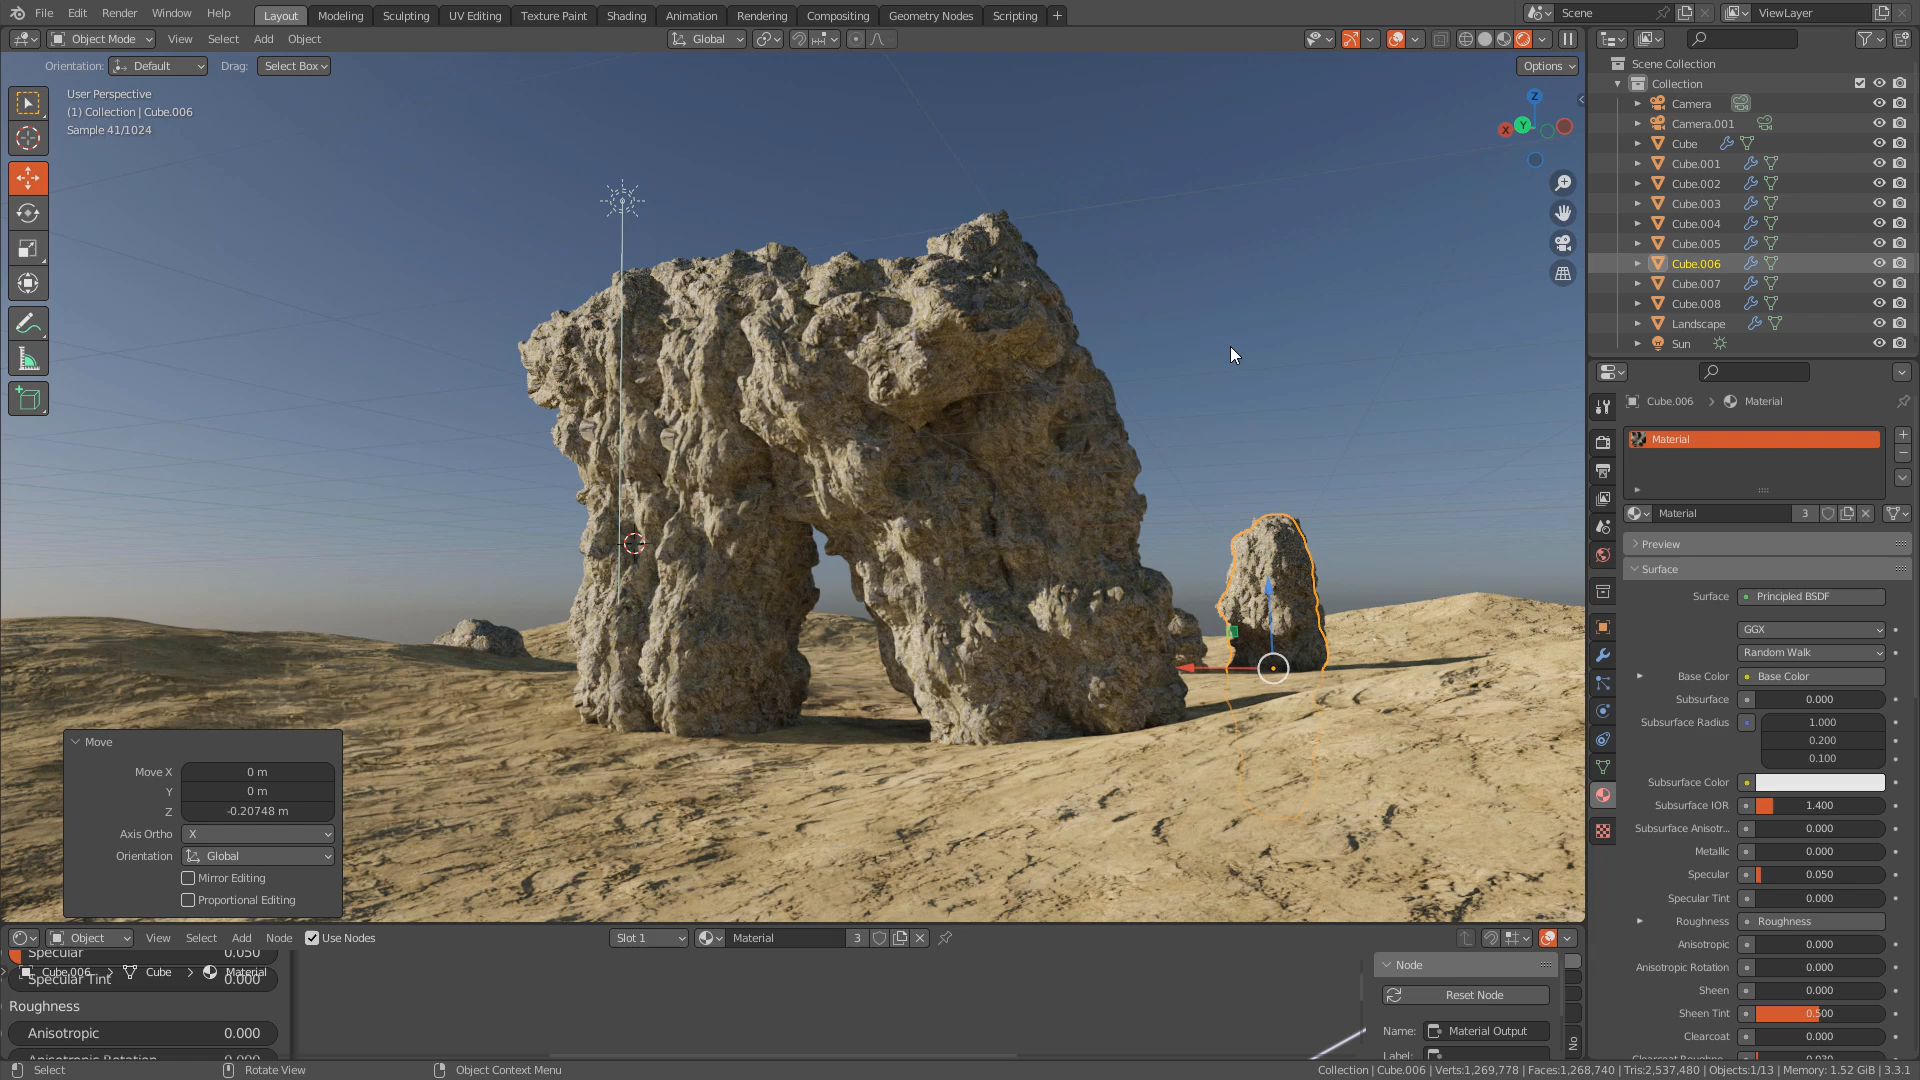 File Edit Render Window Help Layout Modeling Sculpting UV Editing Texture Paint Shading Animation Rendering Compositing Geometry Nodes Scripting + Scene ViewLayer
Object Mode View Select Add Object Global
Orientation: Default Drag: Select Box Options
User Perspective
(1) Collection | Cube.006
Sample 41/1024
Z
X
Y
Scene Collection
Collection
Camera
Camera.001
Cube
Cube.001
Cube.002
Cube.003
Cube.004
Cube.005
Cube.006
Cube.007
Cube.008
Landscape
Sun
Cube.006 > Material
Material
Material 3
Preview
Surface
Surface Principled BSDF
GGX
Random Walk
Base Color Base Color
Subsurface 0.000
Subsurface Radius 1.000
0.200
0.100
Subsurface Color
Subsurface IOR 1.400
Subsurface Anisotr... 0.000
Metallic 0.000
Specular 0.050
Specular Tint 0.000
Roughness Roughness
Anisotropic 0.000
Anisotropic Rotation 0.000
Sheen 0.000
Sheen Tint 0.500
Clearcoat 0.000
Clearcoat Roughne... 0.030
Move
Move X 0 m
Y 0 m
Z -0.20748 m
Axis Ortho X
Orientation Global
Mirror Editing
Proportional Editing
Object View Select Add Node Use Nodes Slot 1 Material 3
Specular 0.050
Cube.006 > Cube > Material
Specular Tint 0.000
Roughness
Anisotropic 0.000
Anisotropic Rotation 0.000
Node
Reset Node
Name: Material Output
Label:
No
Select Rotate View Object Context Menu Collection | Cube.006 | Verts:1,269,778 | Faces:1,268,740 | Tris:2,537,480 | Objects:1/13 | Memory: 1.52 GiB | 3.3.1